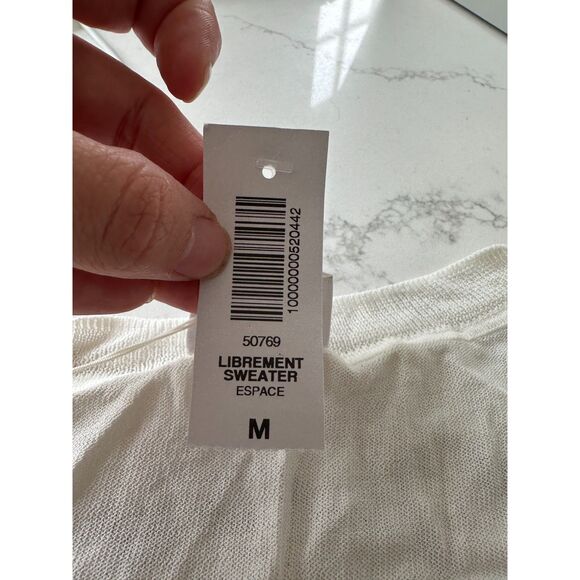 10000000520442
50769
LIBREMENT
SWEATER
ESPACE
M